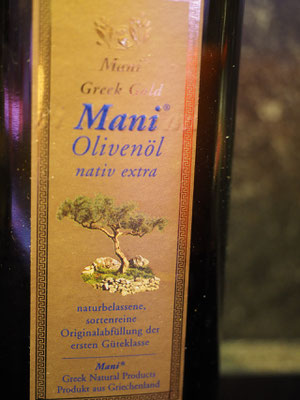 Mani
Greek Gold
Mani®
Olivenöl
nativ extra
naturbelassene,
sortenreine
Originalabfüllung der
ersten Güteklasse
Mani®
Greek Natural Products
Produkt aus Griechenland